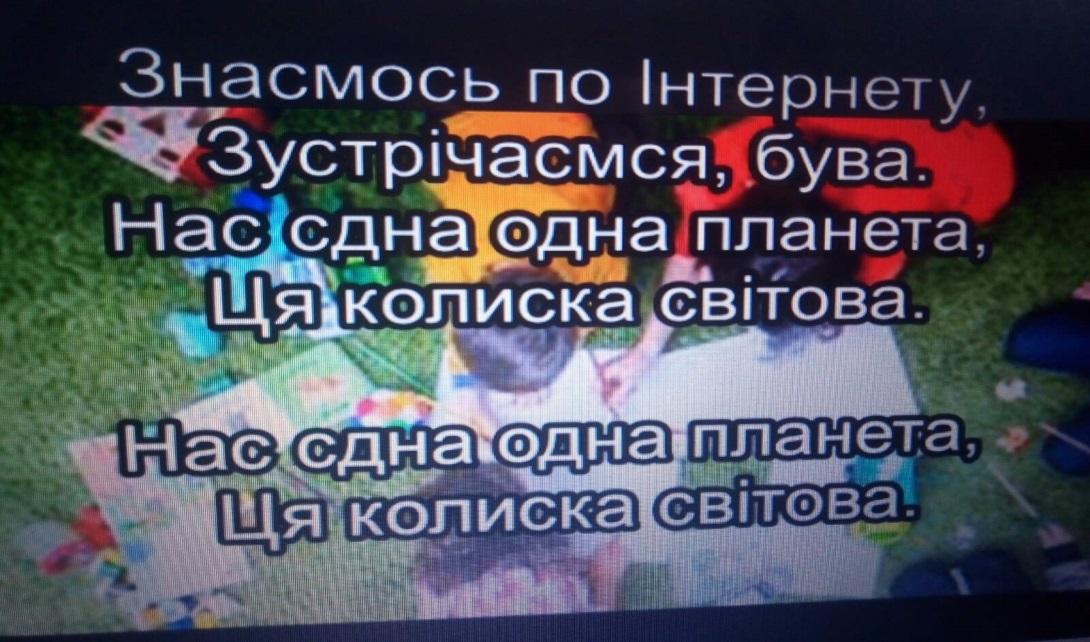 Знасмось по Інтернету,
Зустрічасмся, бува.
Нас сдна одна планета,
Ця колиска світова.
Нас сдна одна планета,
Ця колиска світова.